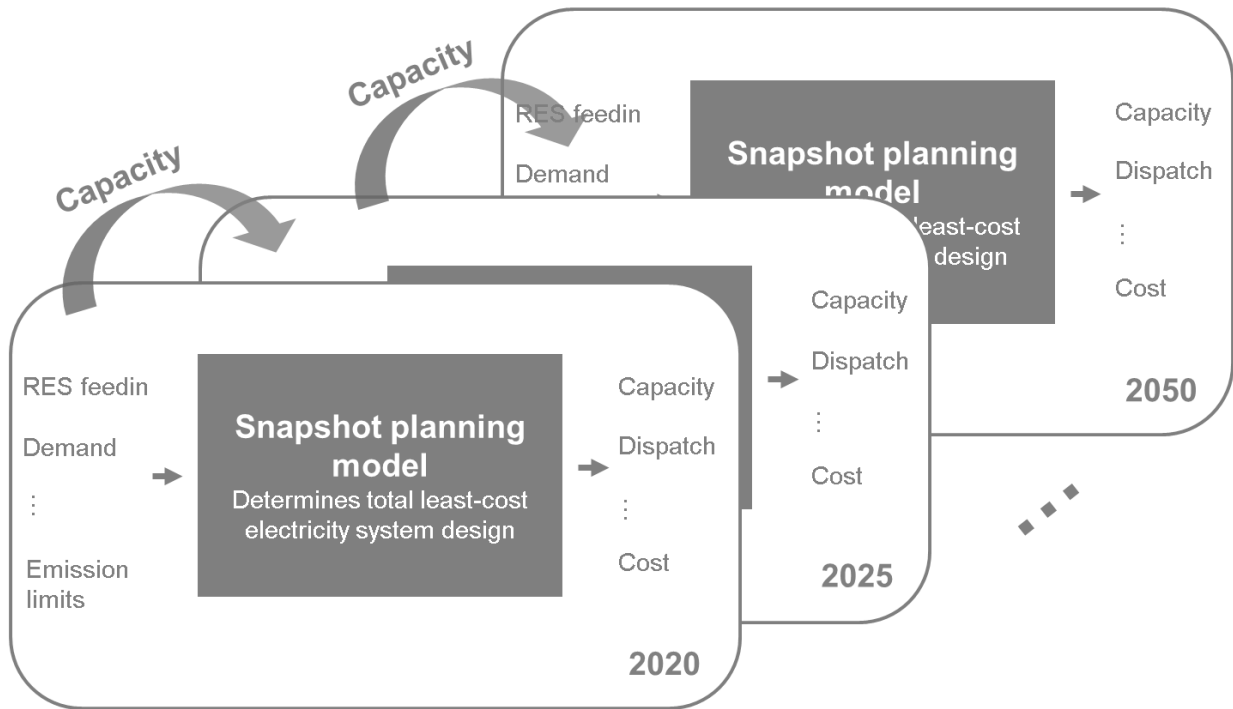 Capacity
RES feedin
Demand
Snapshot planning
model
least-cost
design
Capacity
Dispatch
⋮
Cost
2050
Capacity
Capacity
Dispatch
⋮
Cost
2025
RES feedin
Demand
⋮
Emission
limits
Snapshot planning
model
Determines total least-cost
electricity system design
Capacity
Dispatch
⋮
Cost
2020